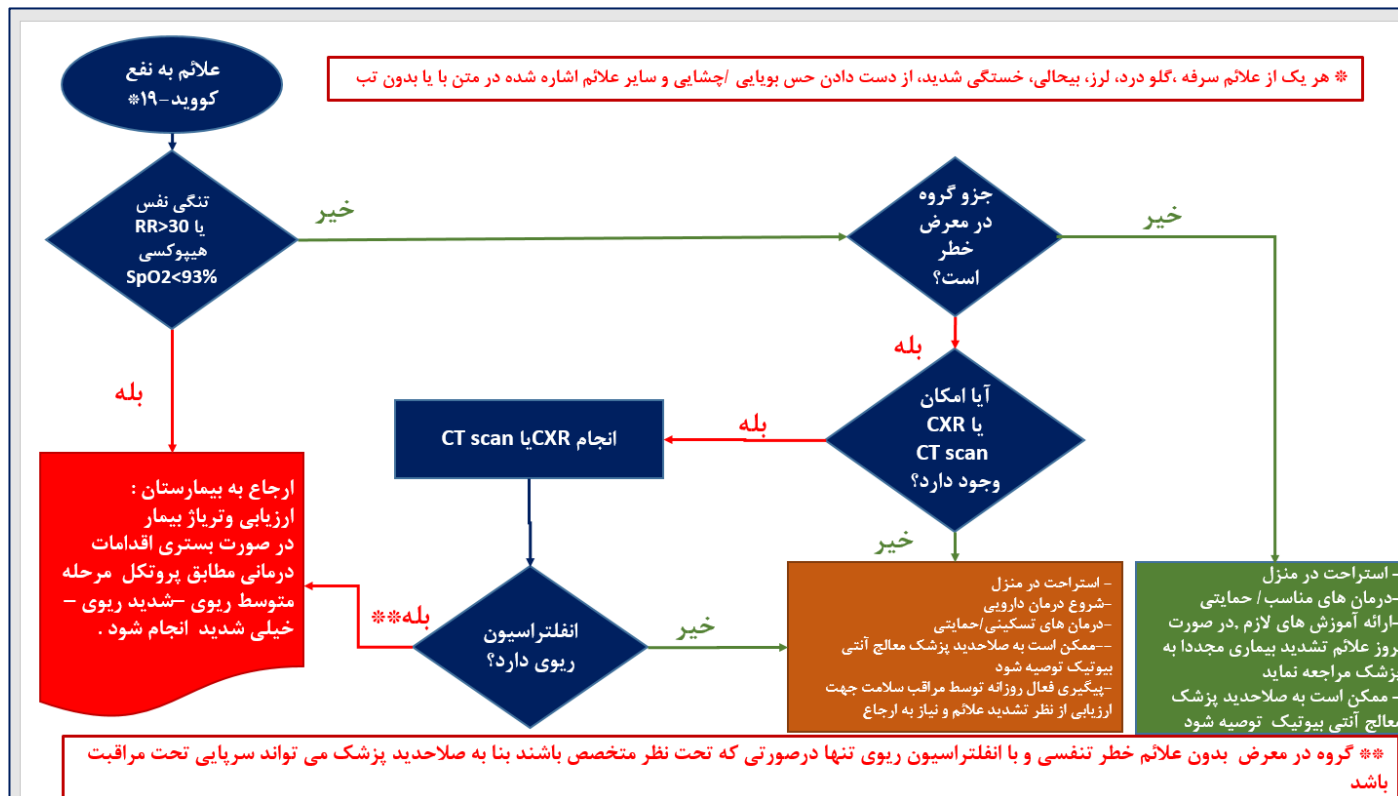 علائم به نفع
کووید-۱۹*
* هر یک از علائم سرفه ،گلو درد، لرز، بیحالی، خستگی شدید، از دست دادن حس بویایی /چشایی و سایر علائم اشاره شده در متن با یا بدون تب
تنگی نفس
یا RR>30
هیپوکسی
SpO2<93%
خیر
جزو گروه
در معرض
خطر
است؟
خیر
بله
بله
آیا امکان
CXR یا
CT scan
وجود دارد؟
بله
انجام CXRیا CT scan
خیر
ارجاع به بیمارستان :
ارزیابی وتریاژ بیمار
در صورت بستری اقدامات
درمانی مطابق پروتکل مرحله
متوسط ریوی –شدید ریوی –
خیلی شدید انجام شود .
بله**
انفلتراسیون
ریوی دارد؟
خیر
- استراحت در منزل
-شروع درمان دارویی
-درمان های تسکینی/حمایتی
--ممکن است به صلاحدید پزشک معالج آنتی
بیوتیک توصیه شود
-پیگیری فعال روزانه توسط مراقب سلامت جهت
ارزیابی از نظر تشدید علائم و نیاز به ارجاع
- استراحت در منزل
-درمان های مناسب/ حمایتی
-ارائه آموزش های لازم ,در صورت
بروز علائم تشدید بیماری مجددا به
پزشک مراجعه نماید
- ممکن است به صلاحدید پزشک
معالج آنتی بیوتیک توصیه شود
** گروه در معرض بدون علائم خطر تنفسی و با انفلتراسیون ریوی تنها درصورتی که تحت نظر متخصص باشند بنا به صلاحدید پزشک می تواند سرپایی تحت مراقبت
باشد